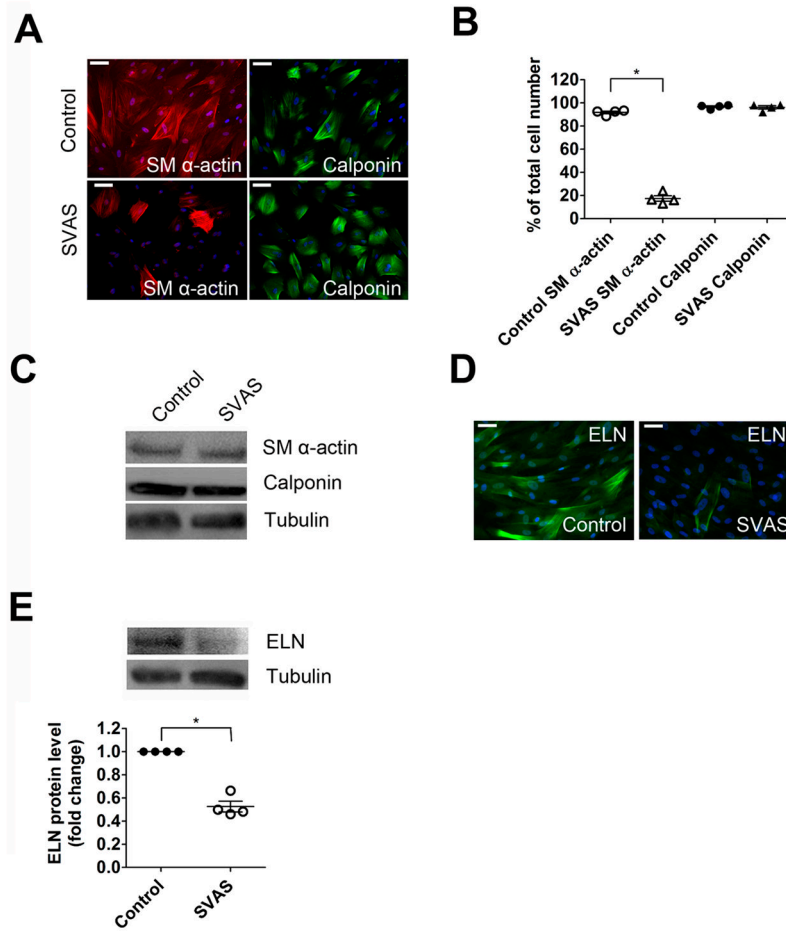 A
Control
SM α-actin
Calponin
SVAS
SM α-actin
Calponin
B
% of total cell number
120
100
80
60
40
20
0
*
Control SM α-actin
SVAS SM α-actin
Control Calponin
SVAS Calponin
C
Control
SVAS
SM α-actin
Calponin
Tubulin
D
ELN
Control
ELN
SVAS
E
ELN
Tubulin
ELN protein level
(fold change)
1.2
1.0
0.8
0.6
0.4
0.2
0.0
*
Control
SVAS